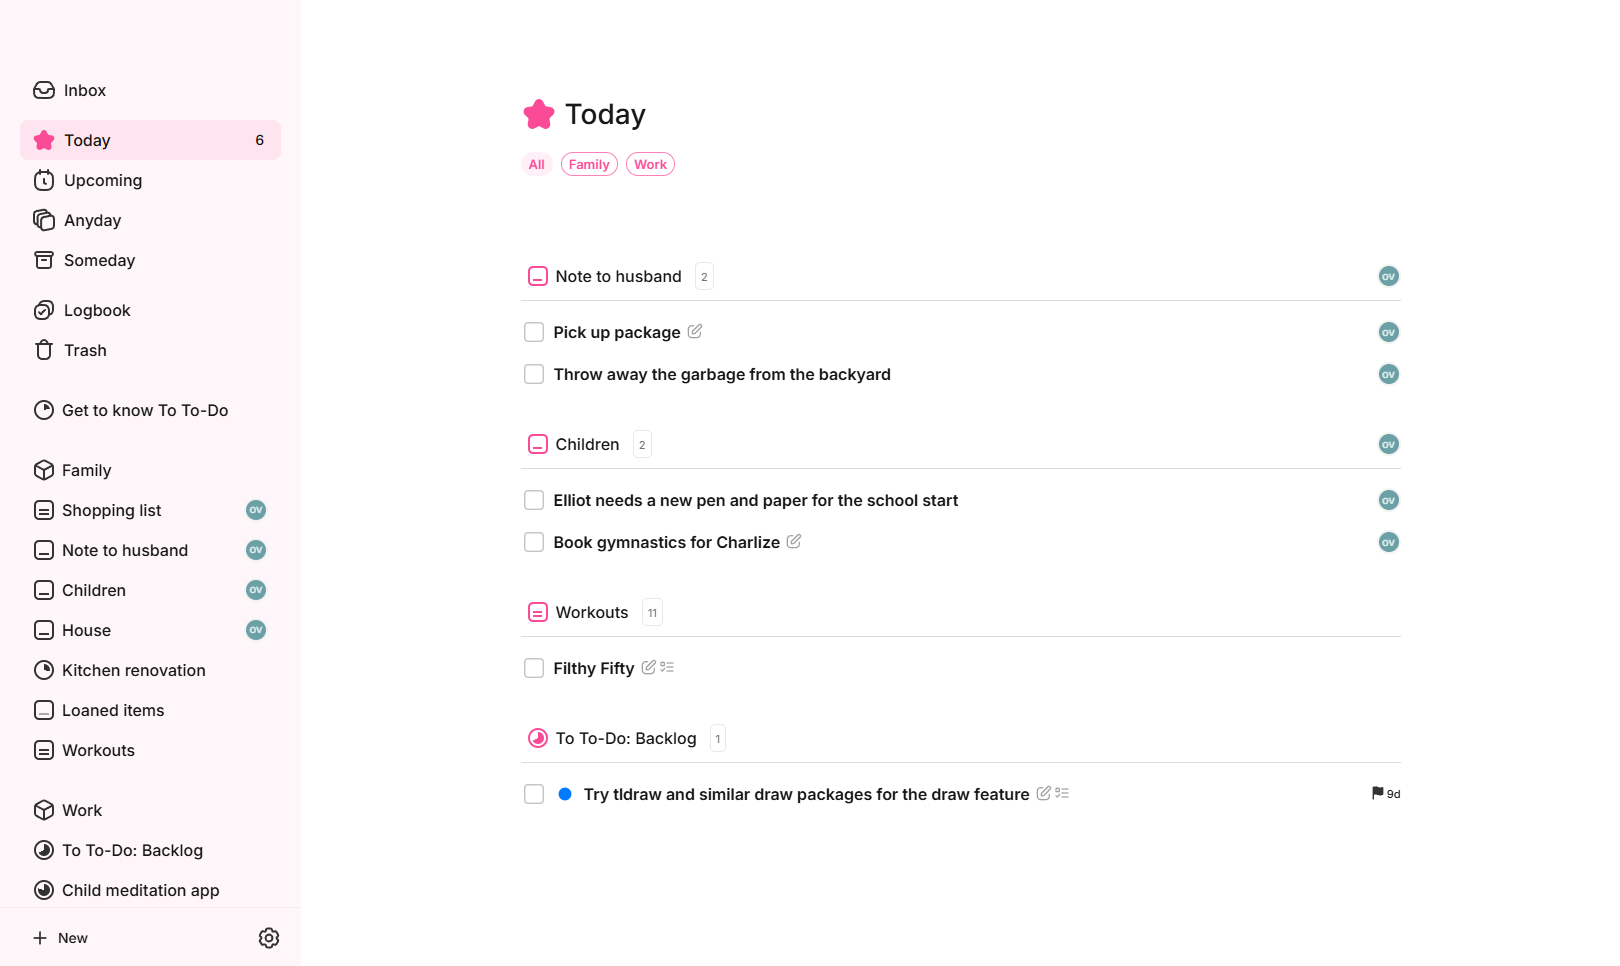 Inbox
Today 6
Upcoming
Anyday
Someday
Logbook
Trash
Get to know To To-Do
Family
Shopping list OV
Note to husband OV
Children OV
House OV
Kitchen renovation
Loaned items
Workouts
Work
To To-Do: Backlog
Child meditation app
New
Today
All Family Work
Note to husband 2 OV
Pick up package OV
Throw away the garbage from the backyard OV
Children 2 OV
Elliot needs a new pen and paper for the school start OV
Book gymnastics for Charlize OV
Workouts 11
Filthy Fifty
To To-Do: Backlog 1
Try tldraw and similar draw packages for the draw feature 9d